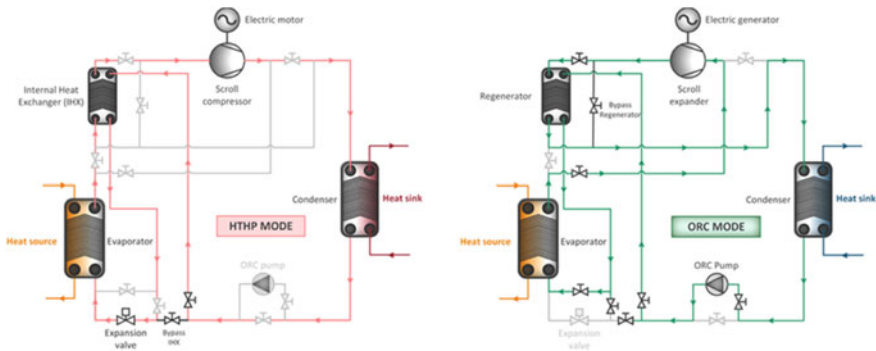 Electric motor
Scroll
compressor
Internal Heat
Exchanger (IHX)
Condenser
Heat sink
HTHP MODE
Heat source
Evaporator
ORC pump
Expansion
valve
Bypass
IHX
Electric generator
Scroll
expander
Regenerator
Bypass
Regenerator
Condenser
Heat sink
ORC MODE
Heat source
Evaporator
ORC Pump
Expansion
valve